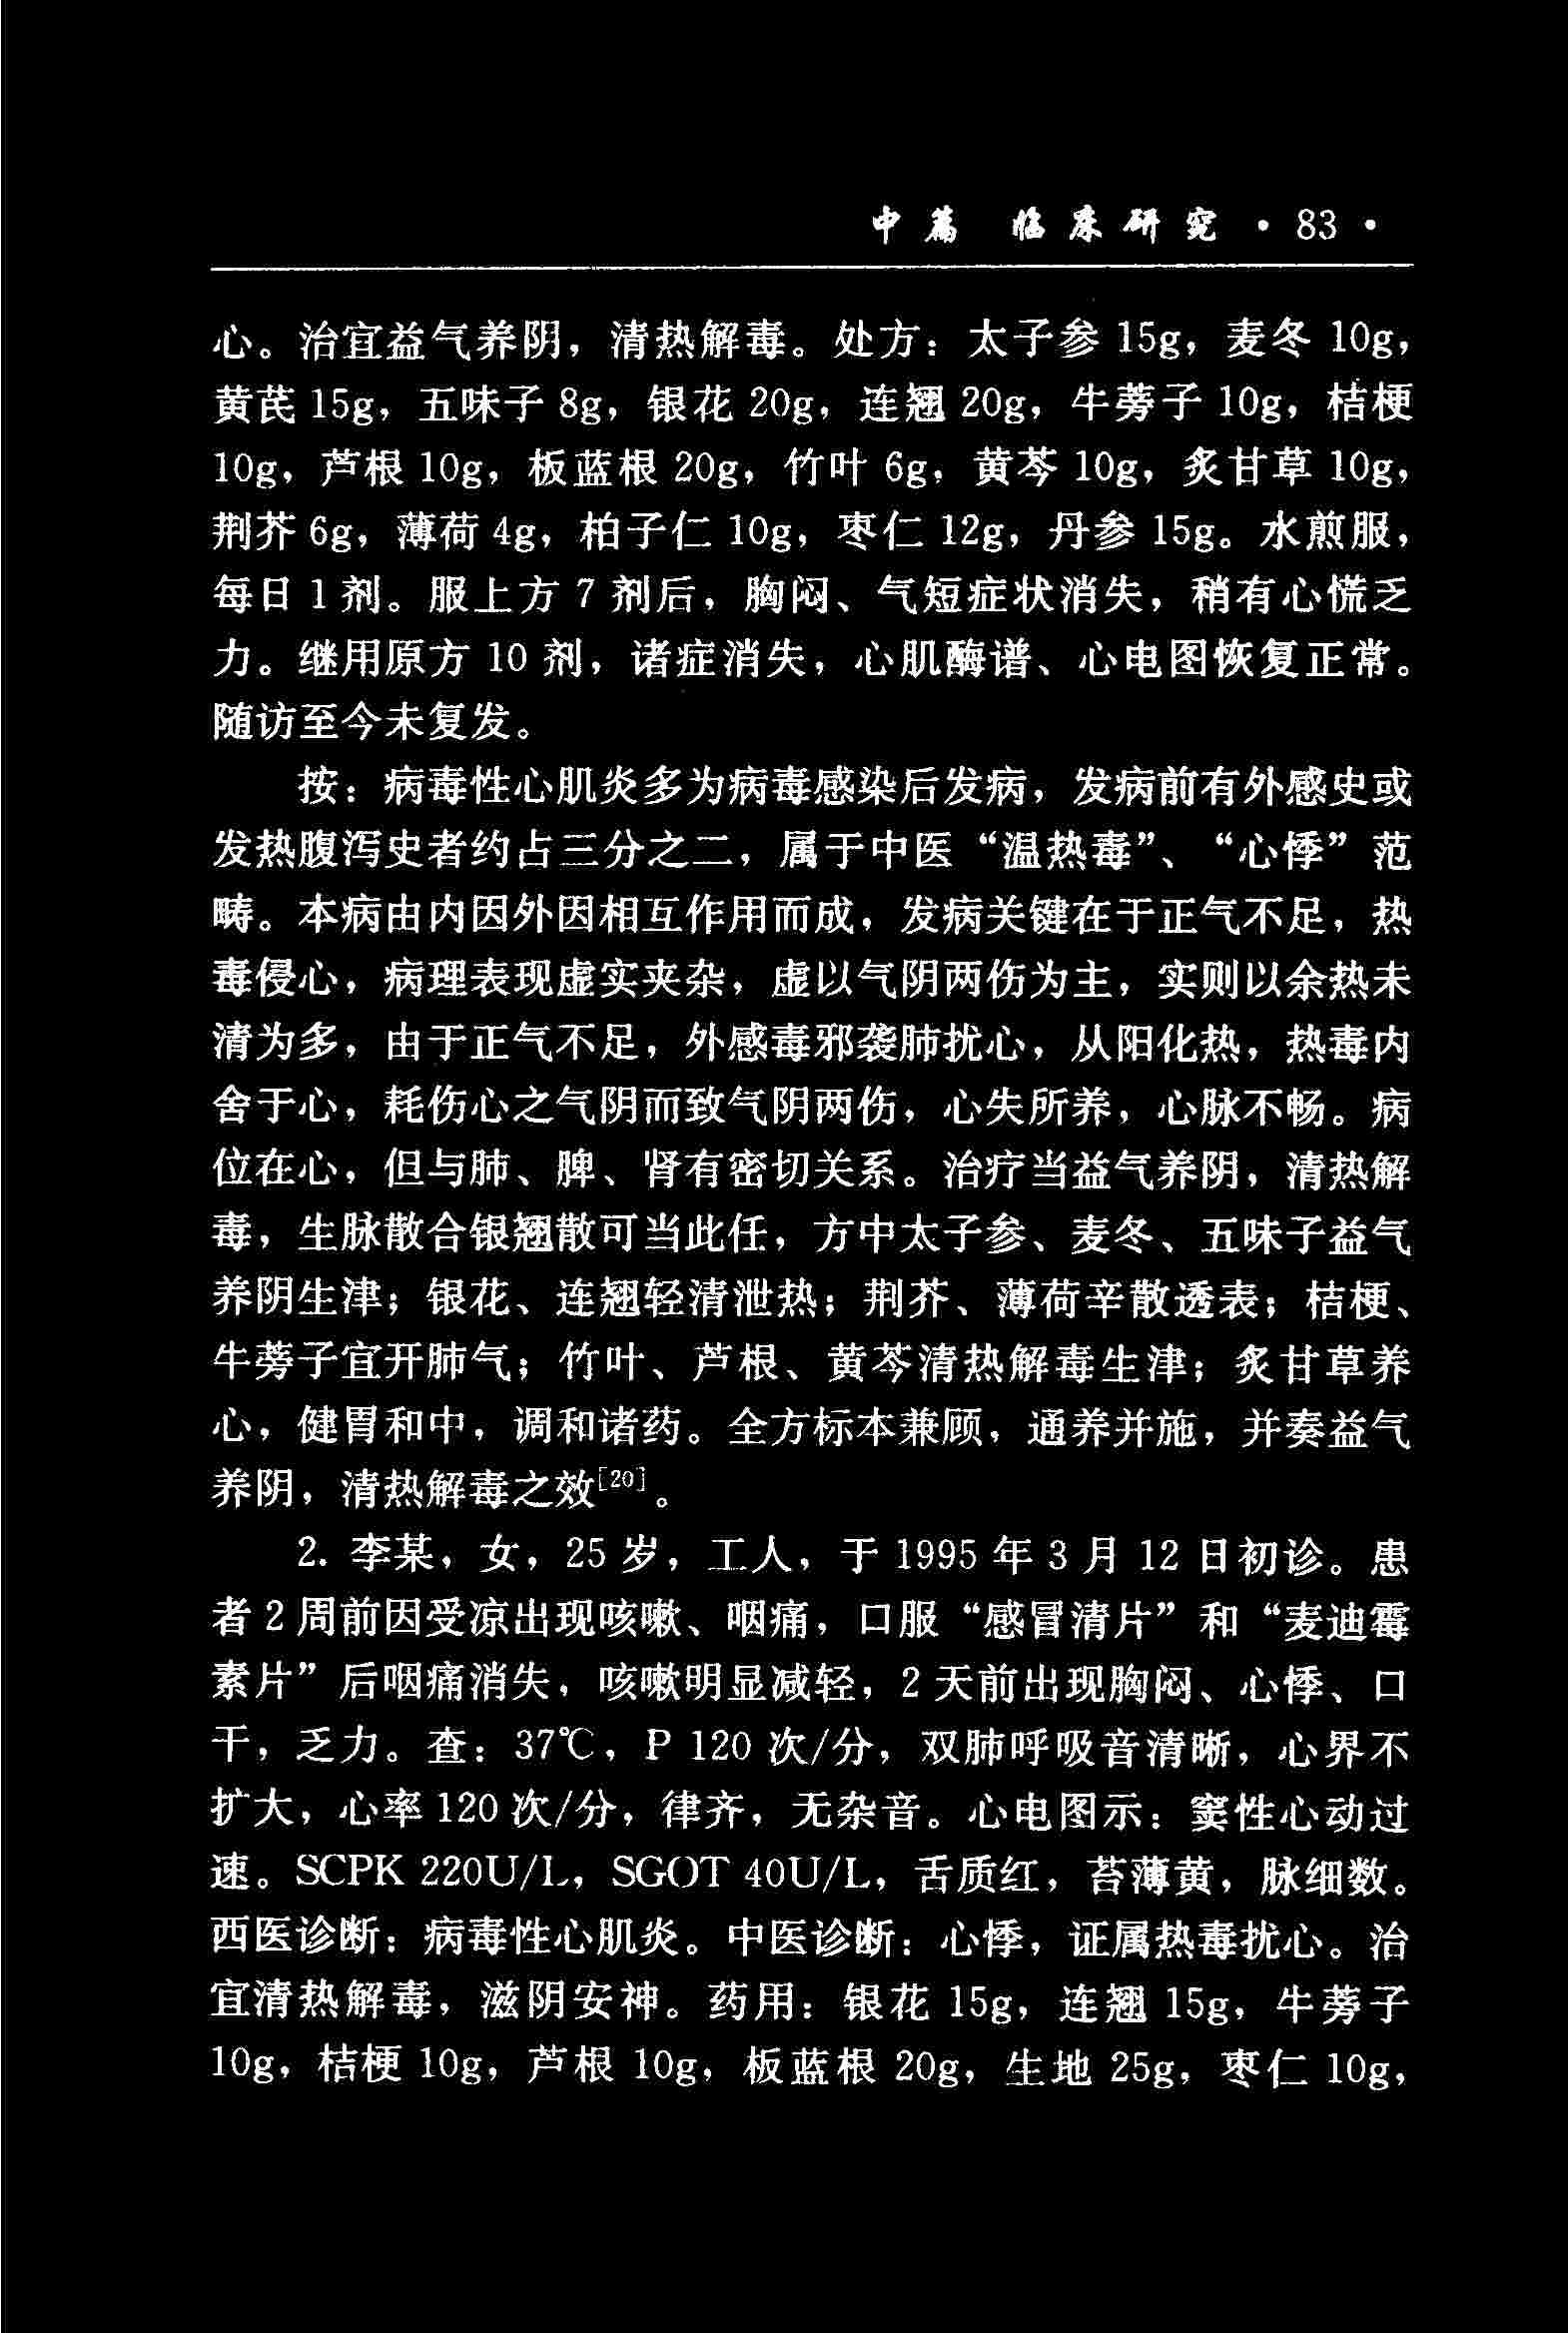 中篇 临床研究 · 83 ·
心。治宜益气养阴，清热解毒。处方：太子参 15g，麦冬 10g，
黄芪 15g，五味子 8g，银花 20g，连翘 20g，牛蒡子 10g，桔梗
10g，芦根 10g，板蓝根 20g，竹叶 6g，黄芩 10g，炙甘草 10g，
荆芥 6g，薄荷 4g，柏子仁 10g，枣仁 12g，丹参 15g。水煎服，
每日 1 剂。服上方 7 剂后，胸闷、气短症状消失，稍有心慌乏
力。继用原方 10 剂，诸症消失，心肌酶谱、心电图恢复正常。
随访至今未复发。
按：病毒性心肌炎多为病毒感染后发病，发病前有外感史或
发热腹泻史者约占三分之二，属于中医“温热毒”、“心悸”范
畴。本病由内因外因相互作用而成，发病关键在于正气不足，热
毒侵心，病理表现虚实夹杂，虚以气阴两伤为主，实则以余热未
清为多，由于正气不足，外感毒邪袭肺扰心，从阳化热，热毒内
舍于心，耗伤心之气阴而致气阴两伤，心失所养，心脉不畅。病
位在心，但与肺、脾、肾有密切关系。治疗当益气养阴，清热解
毒，生脉散合银翘散可当此任，方中太子参、麦冬、五味子益气
养阴生津；银花、连翘轻清泄热；荆芥、薄荷辛散透表；桔梗、
牛蒡子宜开肺气；竹叶、芦根、黄芩清热解毒生津；炙甘草养
心，健胃和中，调和诸药。全方标本兼顾，通养并施，并奏益气
养阴，清热解毒之效[20]。
2. 李某，女，25 岁，工人，于 1995 年 3 月 12 日初诊。患
者 2 周前因受凉出现咳嗽、咽痛，口服“感冒清片”和“麦迪霉
素片”后咽痛消失，咳嗽明显减轻，2 天前出现胸闷、心悸、口
干，乏力。查：37℃，P 120 次/分，双肺呼吸音清晰，心界不
扩大，心率 120 次/分，律齐，无杂音。心电图示：窦性心动过
速。SCPK 220U/L，SGOT 40U/L，舌质红，苔薄黄，脉细数。
西医诊断：病毒性心肌炎。中医诊断：心悸，证属热毒扰心。治
宜清热解毒，滋阴安神。药用：银花 15g，连翘 15g，牛蒡子
10g，桔梗 10g，芦根 10g，板蓝根 20g，生地 25g，枣仁 10g，